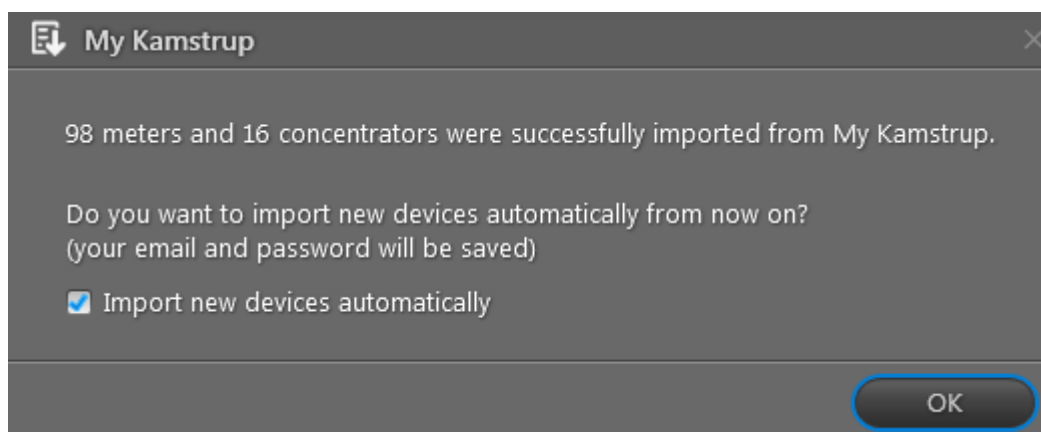 My Kamstrup
98 meters and 16 concentrators were successfully imported from My Kamstrup.
Do you want to import new devices automatically from now on?
(your email and password will be saved)
Import new devices automatically
OK